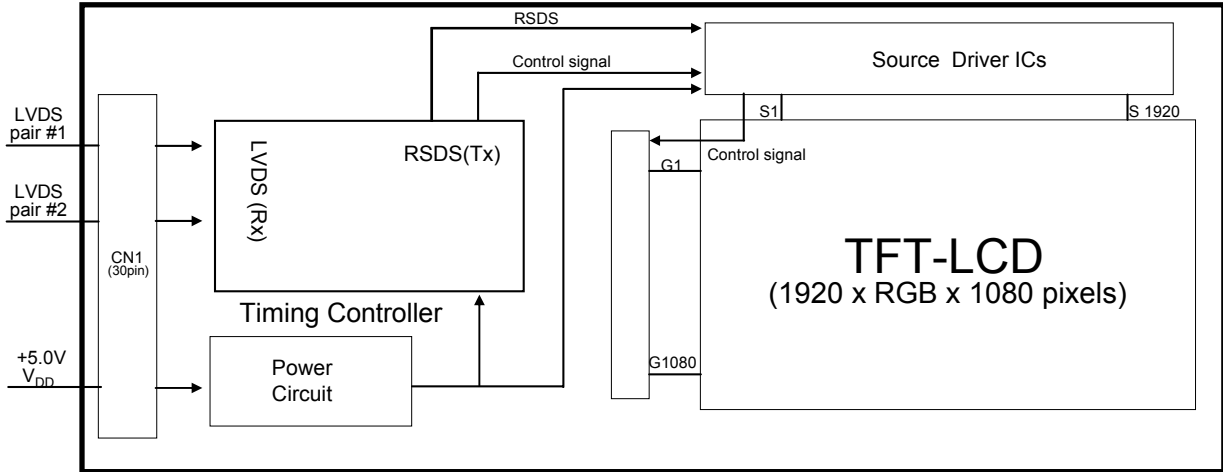 RSDS
Control signal
Source Driver ICs
LVDS
pair #1
LVDS
pair #2
CN1
(30pin)
LVDS (Rx)
RSDS(Tx)
Timing Controller
+5.0V
VDD
Power
Circuit
S1
S 1920
Control signal
G1
G1080
TFT-LCD
(1920 x RGB x 1080 pixels)